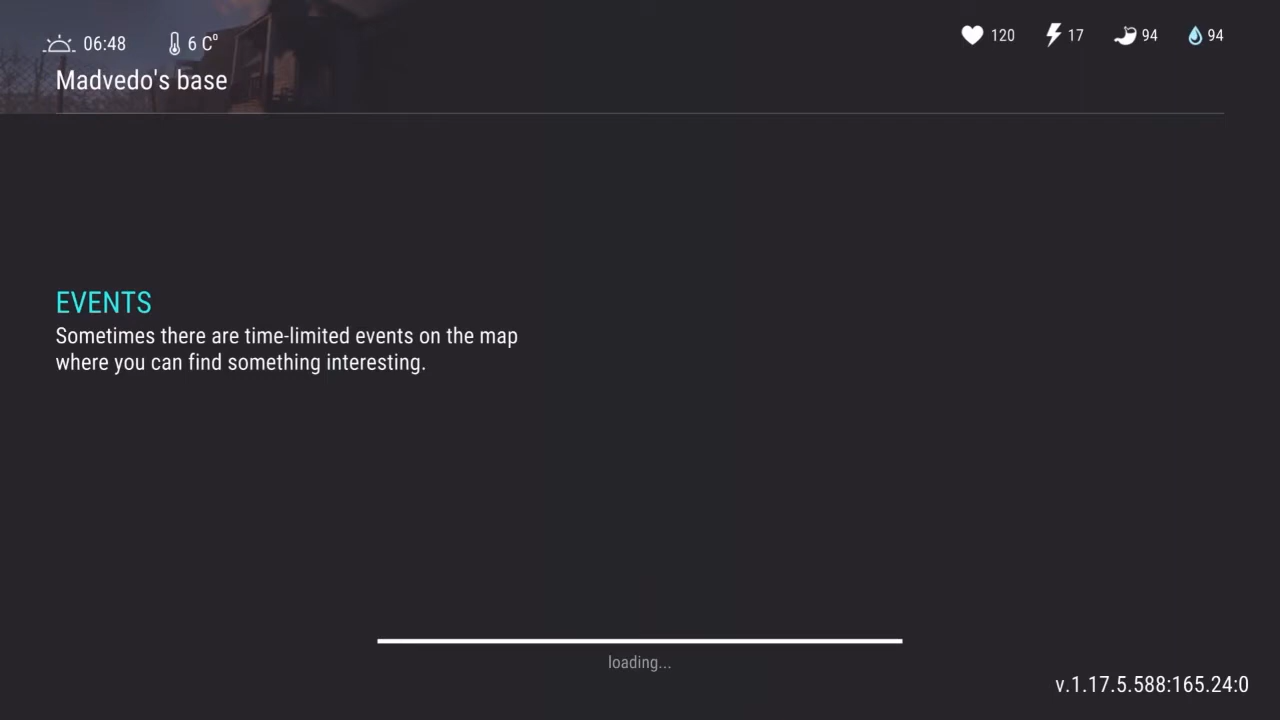 06:48 6 C°
120 17 94 94
Madvedo's base
EVENTS
Sometimes there are time-limited events on the map
where you can find something interesting.
loading...
v.1.17.5.588:165.24:0